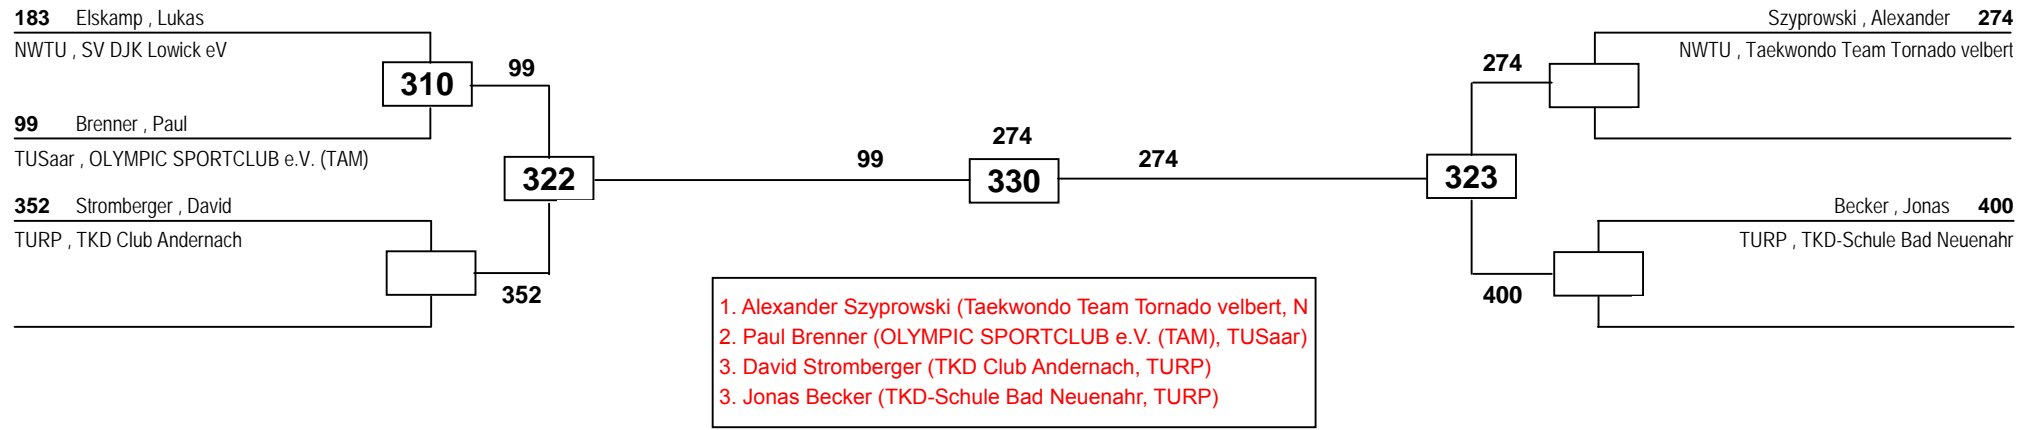 183 Elskamp , Lukas
NWTU , SV DJK Lowick eV
310
99
99 Brenner , Paul
TUSaar , OLYMPIC SPORTCLUB e.V. (TAM)
322
352 Stromberger , David
TURP , TKD Club Andernach
352
99
274
330
274
Szyprowski , Alexander 274
NWTU , Taekwondo Team Tornado velbert
274
323
Becker , Jonas 400
TURP , TKD-Schule Bad Neuenahr
400
1. Alexander Szyprowski (Taekwondo Team Tornado velbert, N
2. Paul Brenner (OLYMPIC SPORTCLUB e.V. (TAM), TUSaar)
3. David Stromberger (TKD Club Andernach, TURP)
3. Jonas Becker (TKD-Schule Bad Neuenahr, TURP)